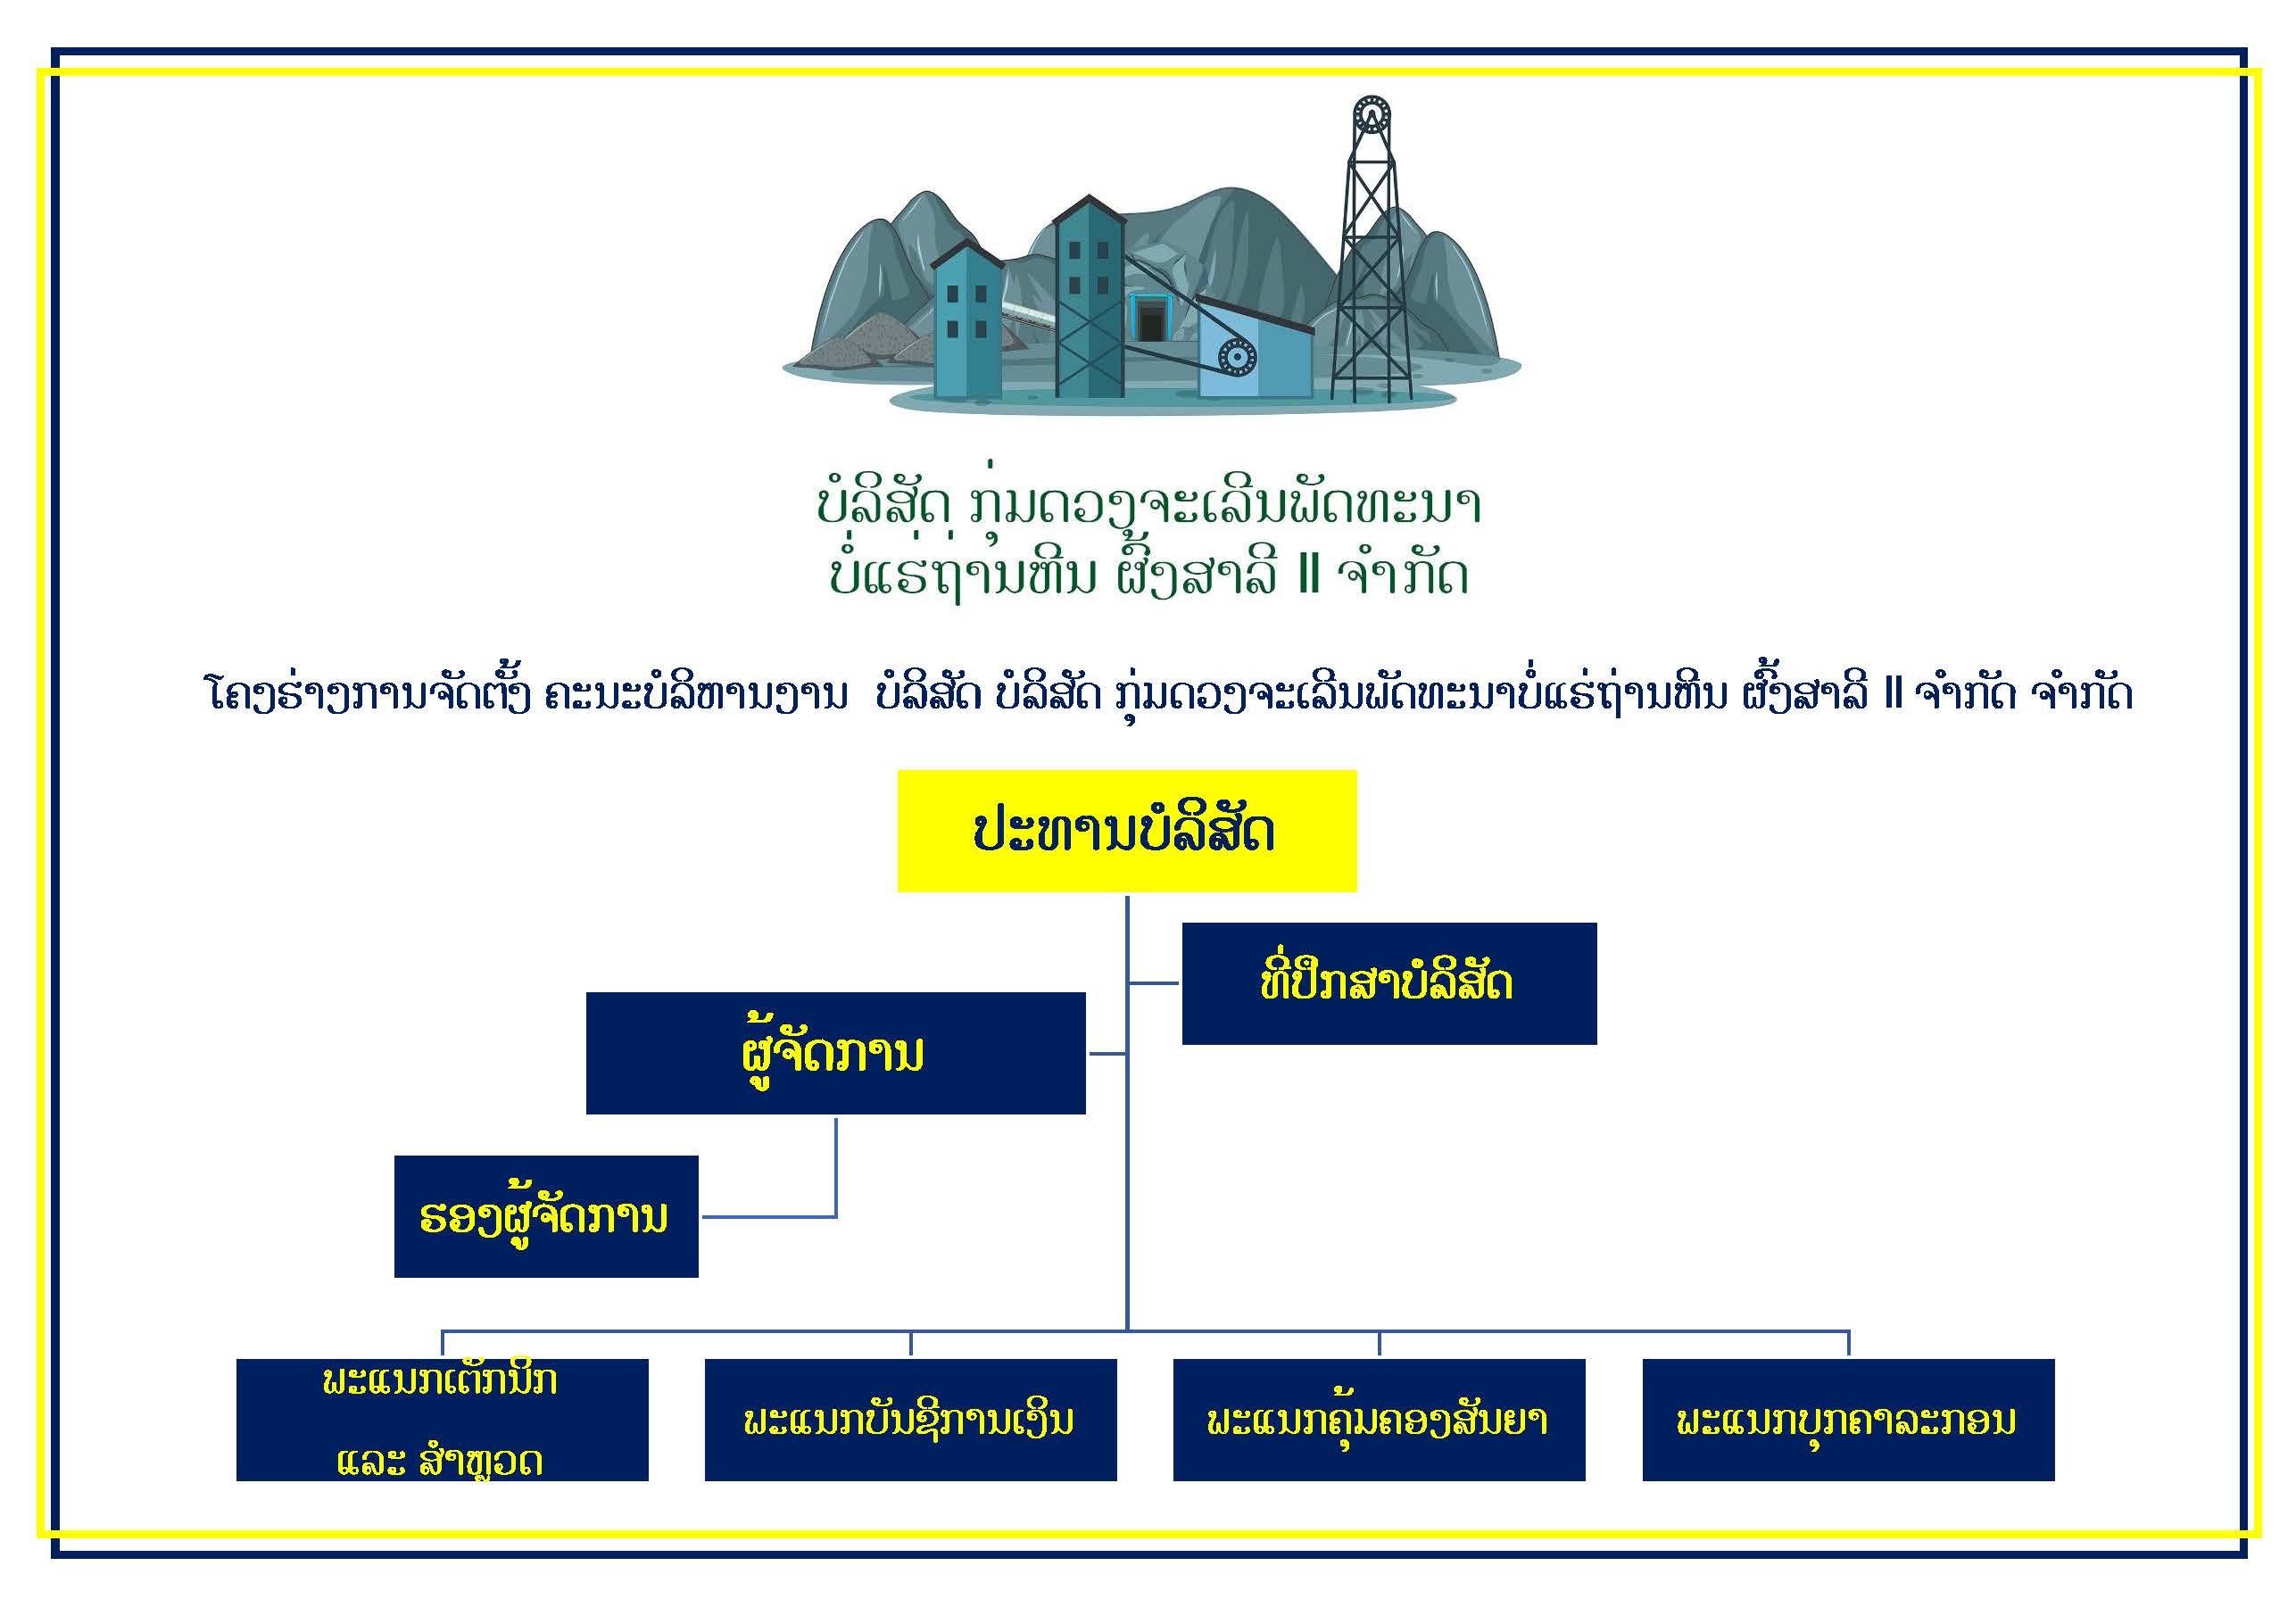 ບໍລິສັດ ກຸ່ມດວງຈະເລີນພັດທະນາ
ບໍ່ແຮ່ຖ່ານຫີນ ຜົ້ງສາລີ II ຈຳກັດ
ໂຄງຮ່າງການຈັດຕັ້ງ ຄະນະບໍລິຫານງານ ບໍລິສັດ ບໍລິສັດ ກຸ່ມດວງຈະເລີນພັດທະນາບໍ່ແຮ່ຖ່ານຫີນ ຜົ້ງສາລີ II ຈຳກັດ ຈຳກັດ
ປະທານບໍລິສັດ
ທີ່ປຶກສາບໍລິສັດ
ຜູ້ຈັດການ
ຮອງຜູ້ຈັດການ
ພະແນກເຕັກນິກ
ແລະ ສຳຫຼວດ
ພະແນກບັນຊີການເງິນ
ພະແນກຄຸ້ມຄອງສັນຍາ
ພະແນກບຸກຄາລະກອນ